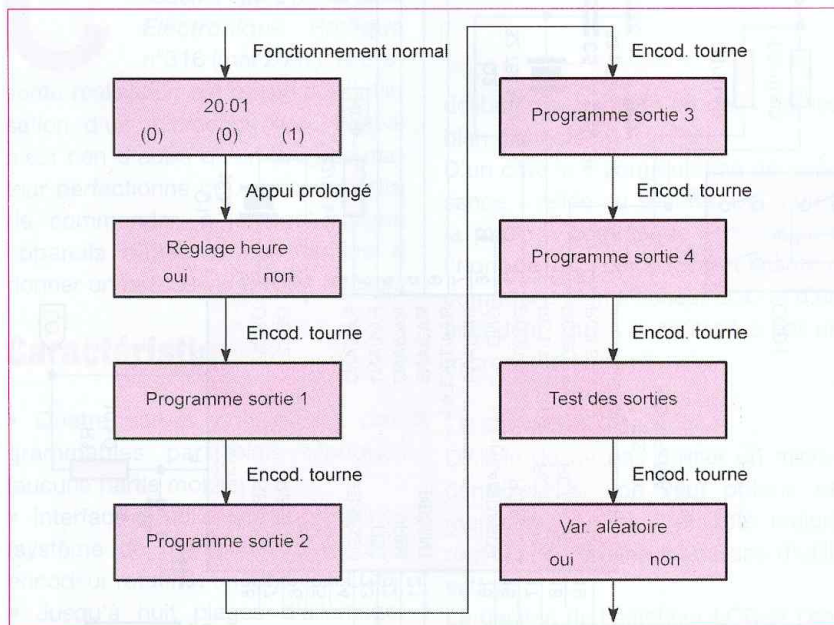 Fonctionnement normal
20:01
(0) (0) (1)
Appui prolongé
Réglage heure
oui non
Encod. tourne
Programme sortie 1
Encod. tourne
Programme sortie 2
Encod. tourne
Programme sortie 3
Encod. tourne
Programme sortie 4
Encod. tourne
Test des sorties
Encod. tourne
Var. aléatoire
oui non